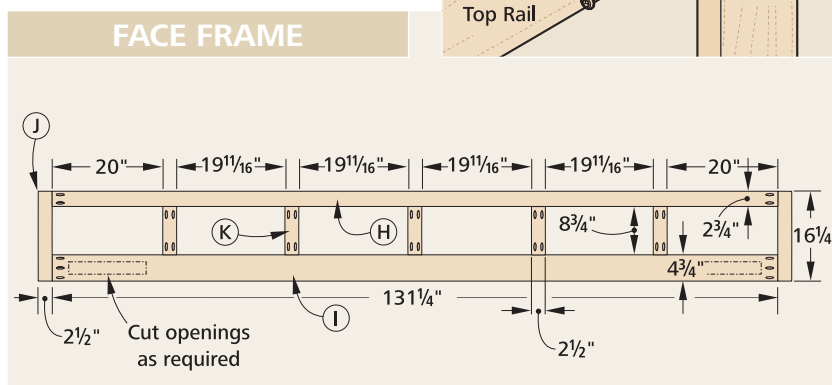 Top Rail
FACE FRAME
J
20" 19 11/16" 19 11/16" 19 11/16" 19 11/16" 20"
K H 8 3/4" 2 3/4" 16 1/4
4 3/4"
131 1/4"
I
2 1/2" Cut openings
as required
2 1/2"